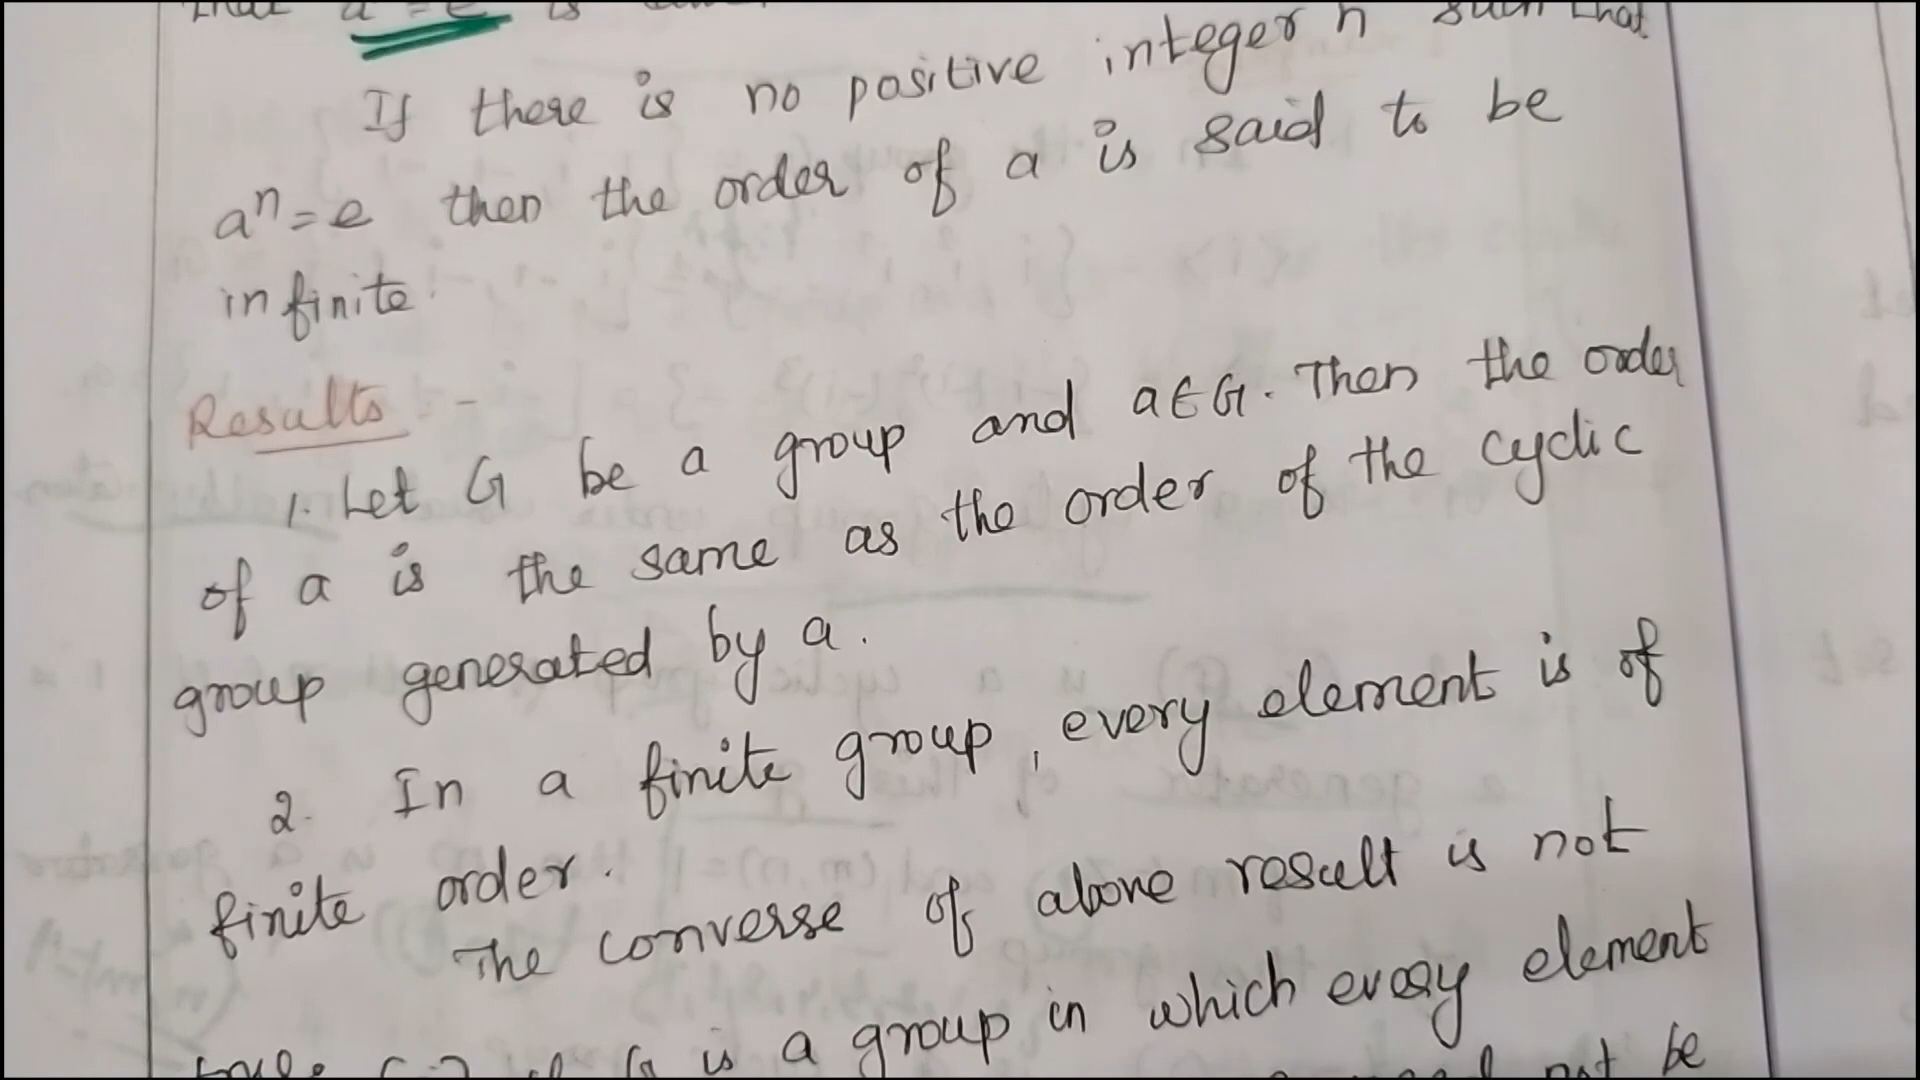 a = e is
If there is no positive integer n such that
aⁿ = e then the order of a is said to be
infinite.
Results :-
1. Let G be a group and a ∈ G. Then the order
of a is the same as the order of the cyclic
group generated by a.
2. In a finite group, every element is of
finite order.
The converse of above result is not
G is a group in which every element
not be